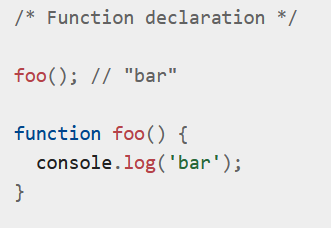 /* Function declaration */
foo(); // "bar"
function foo() {
  console.log('bar');
}